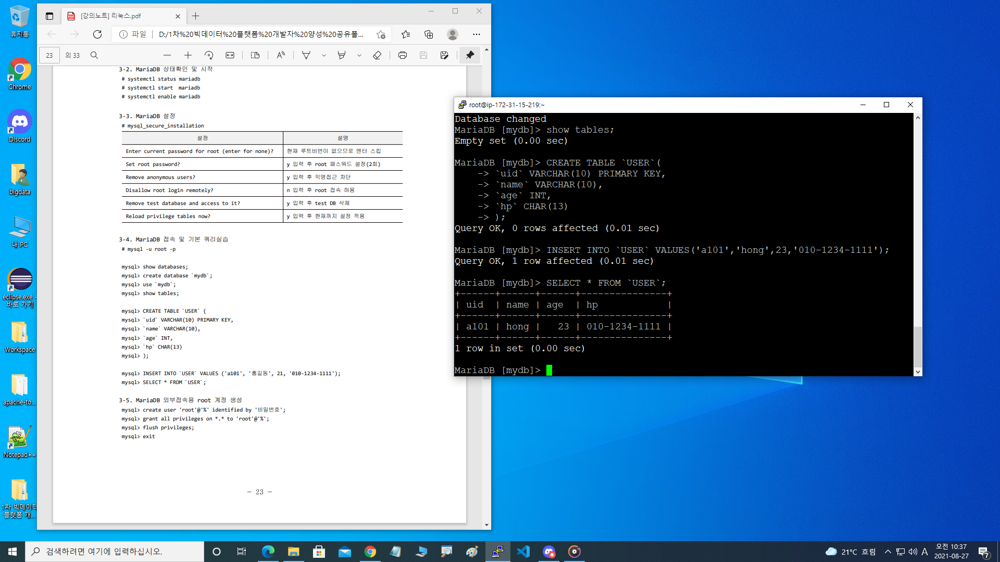 휴지통
Chrome
Discord
bigdata
내 PC
eclipse.exe -
바로 가기
Workspace
apache-to...
Notepad++
1차 빅데이터
플랫폼 개...
[강의노트] 리눅스.pdf
파일
D:/1차%20빅데이터%20플랫폼%20개발자%20양성%20공유폴...
23 의 33
3-2. MariaDB 상태확인 및 시작
# systemctl status mariadb
# systemctl start mariadb
# systemctl enable mariadb
3-3. MariaDB 설정
# mysql_secure_installation
설정 설명
Enter current password for root (enter for none)? 현재 루트비번이 없으므로 엔터 스킵
Set root password? y 입력 후 root 패스워드 설정(2회)
Remove anonymous users? y 입력 후 익명접근 차단
Disallow root login remotely? n 입력 후 root 접속 허용
Remove test database and access to it? y 입력 후 test DB 삭제
Reload privilege tables now? y 입력 후 현재까지 설정 적용
3-4. MariaDB 접속 및 기본 쿼리실습
# mysql -u root -p
mysql> show databases;
mysql> create database `mydb`;
mysql> use `mydb`;
mysql> show tables;
mysql> CREATE TABLE `USER` (
mysql> `uid` VARCHAR(10) PRIMARY KEY,
mysql> `name` VARCHAR(10),
mysql> `age` INT,
mysql> `hp` CHAR(13)
mysql> );
mysql> INSERT INTO `USER` VALUES ('a101', '홍길동', 21, '010-1234-1111');
mysql> SELECT * FROM `USER`;
3-5. MariaDB 외부접속용 root 계정 생성
mysql> create user 'root'@'%' identified by '비밀번호';
mysql> grant all privileges on *.* to 'root'@'%';
mysql> flush privileges;
mysql> exit
- 23 -
root@ip-172-31-15-219:~
Database changed
MariaDB [mydb]> show tables;
Empty set (0.00 sec)
MariaDB [mydb]> CREATE TABLE `USER`(
-> `uid` VARCHAR(10) PRIMARY KEY,
-> `name` VARCHAR(10),
-> `age` INT,
-> `hp` CHAR(13)
-> );
Query OK, 0 rows affected (0.01 sec)
MariaDB [mydb]> INSERT INTO `USER` VALUES('a101','hong',23,'010-1234-1111');
Query OK, 1 row affected (0.01 sec)
MariaDB [mydb]> SELECT * FROM `USER`;
+------+------+------+---------------+
| uid  | name | age  | hp            |
+------+------+------+---------------+
| a101 | hong |   23 | 010-1234-1111 |
+------+------+------+---------------+
1 row in set (0.00 sec)
MariaDB [mydb]>
검색하려면 여기에 입력하십시오.
21°C 흐림
A
오전 10:37
2021-08-27
7